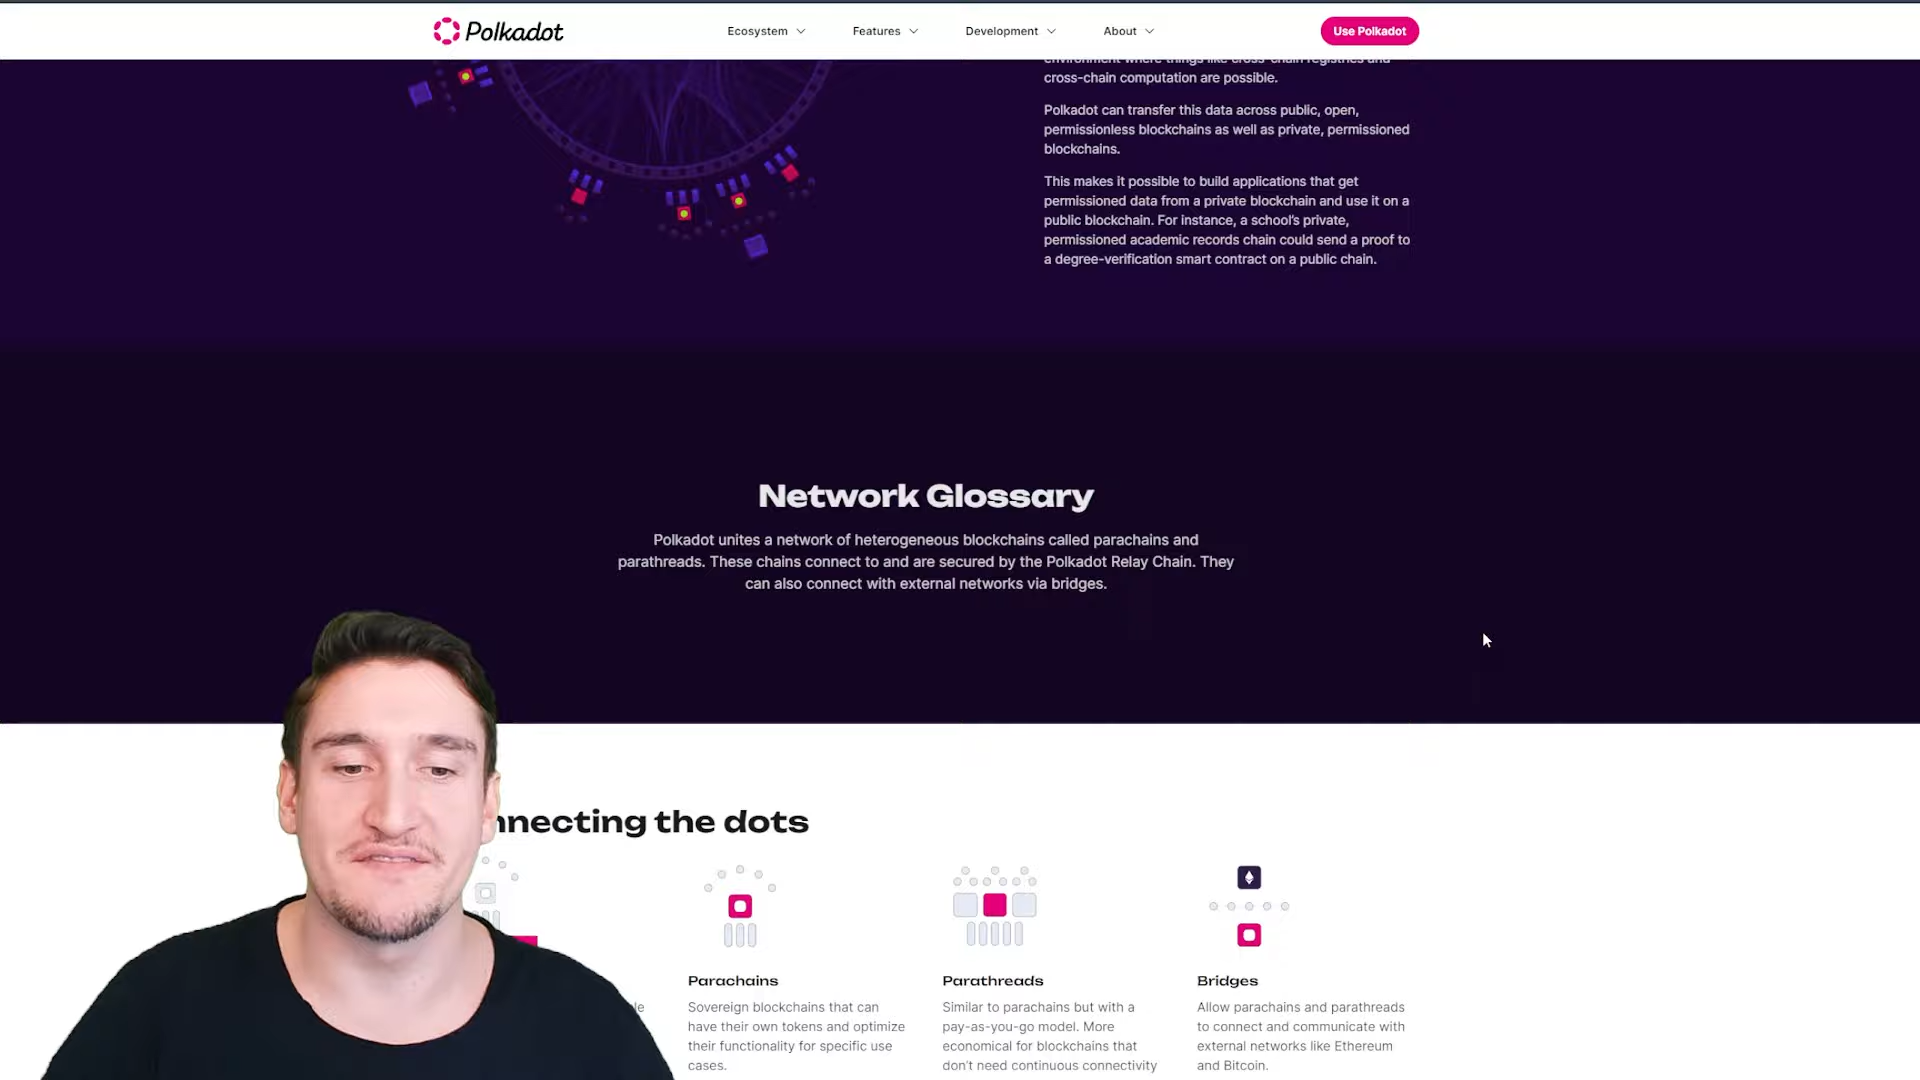 Polkadot
Ecosystem
Features
Development
About
Use Polkadot
environment where things like cross-chain registries and
cross-chain computation are possible.
Polkadot can transfer this data across public, open,
permissionless blockchains as well as private, permissioned
blockchains.
This makes it possible to build applications that get
permissioned data from a private blockchain and use it on a
public blockchain. For instance, a school's private,
permissioned academic records chain could send a proof to
a degree-verification smart contract on a public chain.
Network Glossary
Polkadot unites a network of heterogeneous blockchains called parachains and
parathreads. These chains connect to and are secured by the Polkadot Relay Chain. They
can also connect with external networks via bridges.
the dots
Parachains
Sovereign blockchains that can
have their own tokens and optimize
their functionality for specific use
cases.
Parathreads
Similar to parachains but with a
pay-as-you-go model. More
economical for blockchains that
don't need continuous connectivity
Bridges
Allow parachains and parathreads
to connect and communicate with
external networks like Ethereum
and Bitcoin.